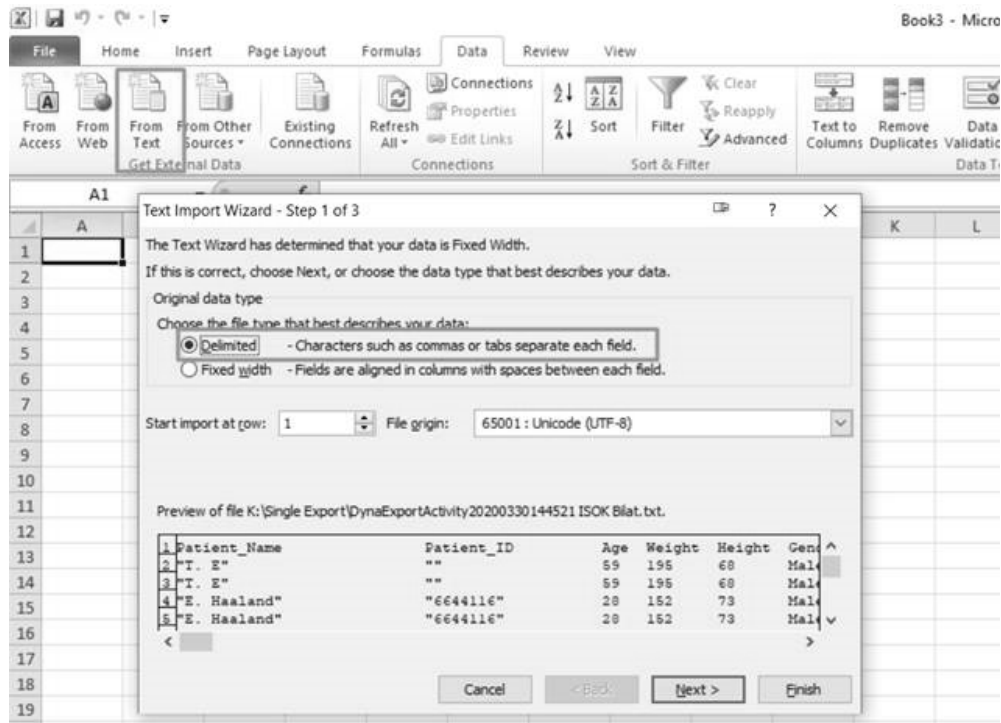 Book3 - Micro
File Home Insert Page Layout Formulas Data Review View
From Access
From Web
From Text
From Other Sources
Existing Connections
Get External Data
Refresh All
Connections
Properties
Edit Links
Connections
Sort
Filter
Clear
Reapply
Advanced
Sort & Filter
Text to Columns
Remove Duplicates
Data Validatio
Data T
A1
A K L
1
2
3
4
5
6
7
8
9
10
11
12
13
14
15
16
17
18
19
Text Import Wizard - Step 1 of 3 ?
The Text Wizard has determined that your data is Fixed Width.
If this is correct, choose Next, or choose the data type that best describes your data.
Original data type
Choose the file type that best describes your data:
Delimited - Characters such as commas or tabs separate each field.
Fixed width - Fields are aligned in columns with spaces between each field.
Start import at row: 1 File origin: 65001 : Unicode (UTF-8)
Preview of file K:\Single Export\DynaExportActivity20200330144521 ISOK Bilat.txt.
1 Patient_Name Patient_ID Age Weight Height Gend
2 "T. E" "" 59 195 68 Male
3 "T. E" "" 59 195 68 Male
4 "E. Haaland" "6644116" 28 152 73 Male
5 "E. Haaland" "6644116" 28 152 73 Male
Cancel < Back Next > Finish